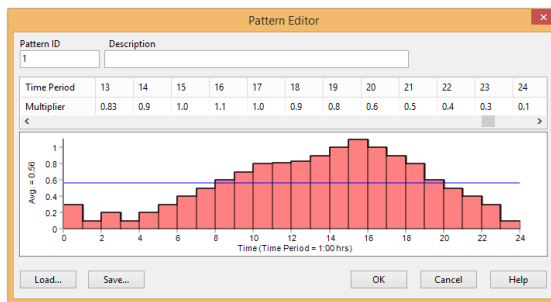 Pattern Editor
×
Pattern ID Description
1
Time Period 13 14 15 16 17 18 19 20 21 22 23 24
Multiplier 0.83 0.9 1.0 1.1 1.0 0.9 0.8 0.6 0.5 0.4 0.3 0.1
< >
Avg. = 0.56
1
0.8
0.6
0.4
0.2
0
0 2 4 6 8 10 12 14 16 18 20 22 24
Time (Time Period = 1:00 hrs)
Load... Save... OK Cancel Help